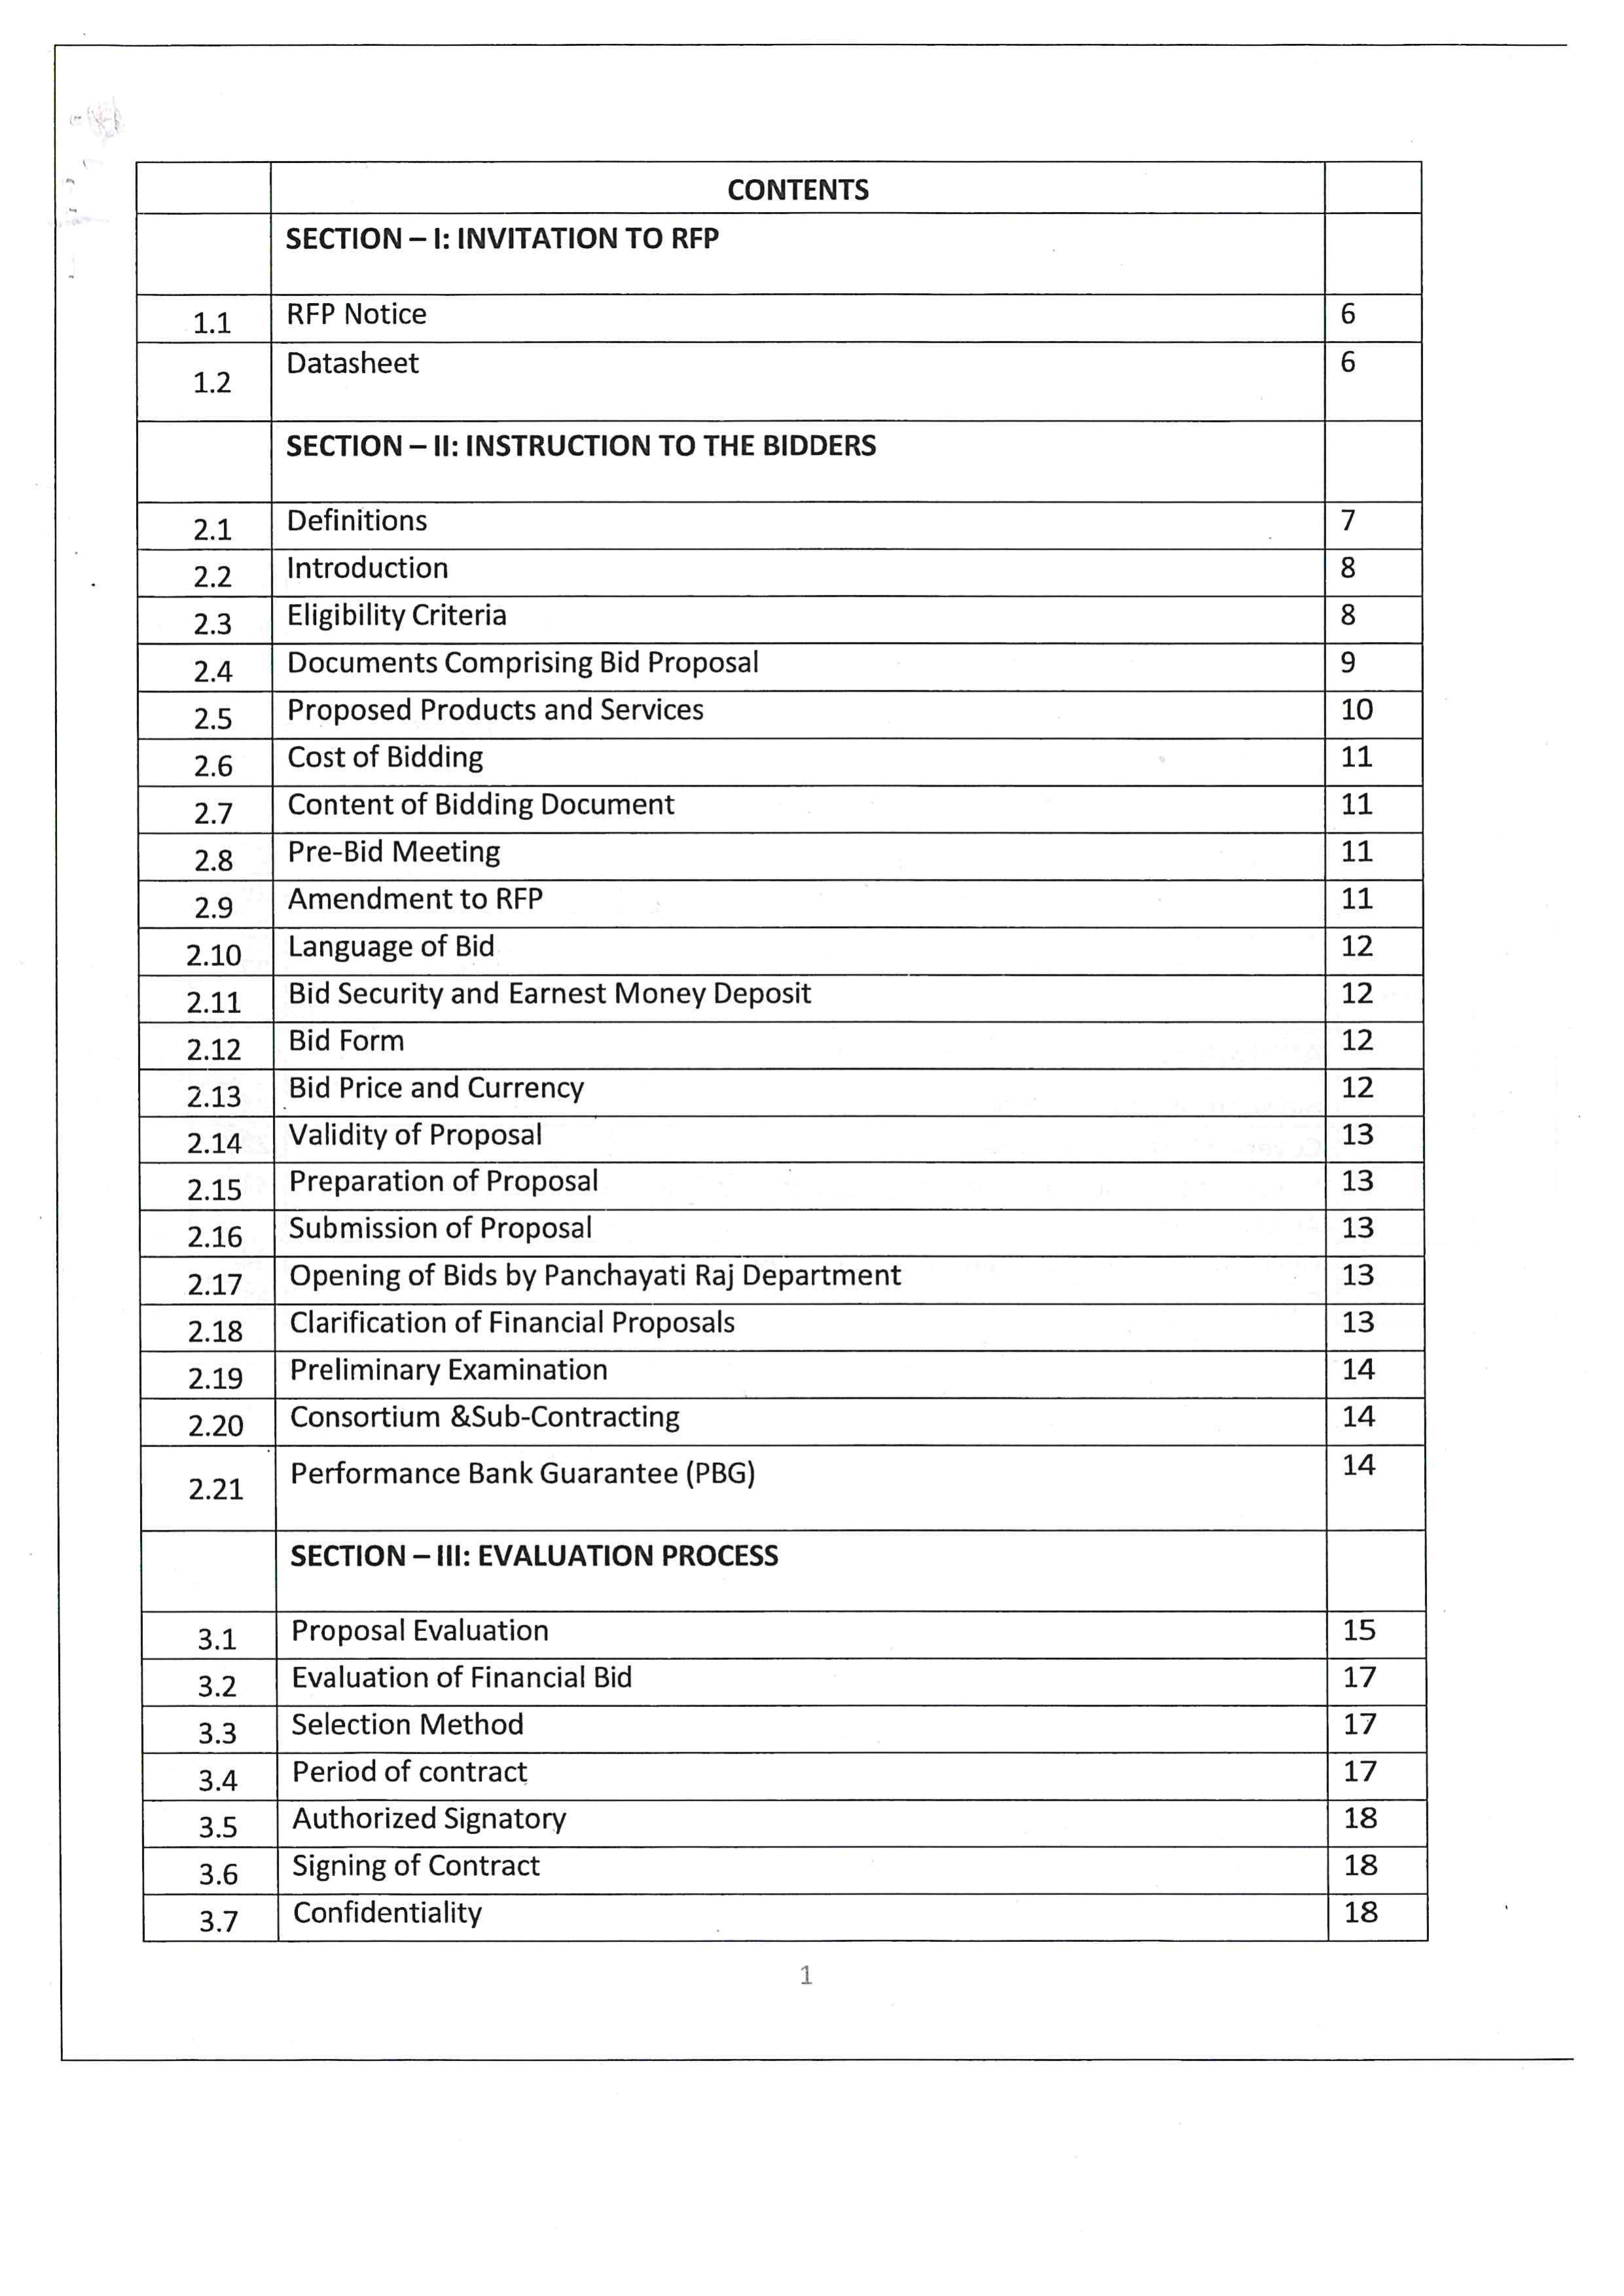 CONTENTS
SECTION – I: INVITATION TO RFP
1.1 RFP Notice 6
1.2 Datasheet 6
SECTION – II: INSTRUCTION TO THE BIDDERS
2.1 Definitions 7
2.2 Introduction 8
2.3 Eligibility Criteria 8
2.4 Documents Comprising Bid Proposal 9
2.5 Proposed Products and Services 10
2.6 Cost of Bidding 11
2.7 Content of Bidding Document 11
2.8 Pre-Bid Meeting 11
2.9 Amendment to RFP 11
2.10 Language of Bid 12
2.11 Bid Security and Earnest Money Deposit 12
2.12 Bid Form 12
2.13 Bid Price and Currency 12
2.14 Validity of Proposal 13
2.15 Preparation of Proposal 13
2.16 Submission of Proposal 13
2.17 Opening of Bids by Panchayati Raj Department 13
2.18 Clarification of Financial Proposals 13
2.19 Preliminary Examination 14
2.20 Consortium &Sub-Contracting 14
2.21 Performance Bank Guarantee (PBG) 14
SECTION – III: EVALUATION PROCESS
3.1 Proposal Evaluation 15
3.2 Evaluation of Financial Bid 17
3.3 Selection Method 17
3.4 Period of contract 17
3.5 Authorized Signatory 18
3.6 Signing of Contract 18
3.7 Confidentiality 18
1